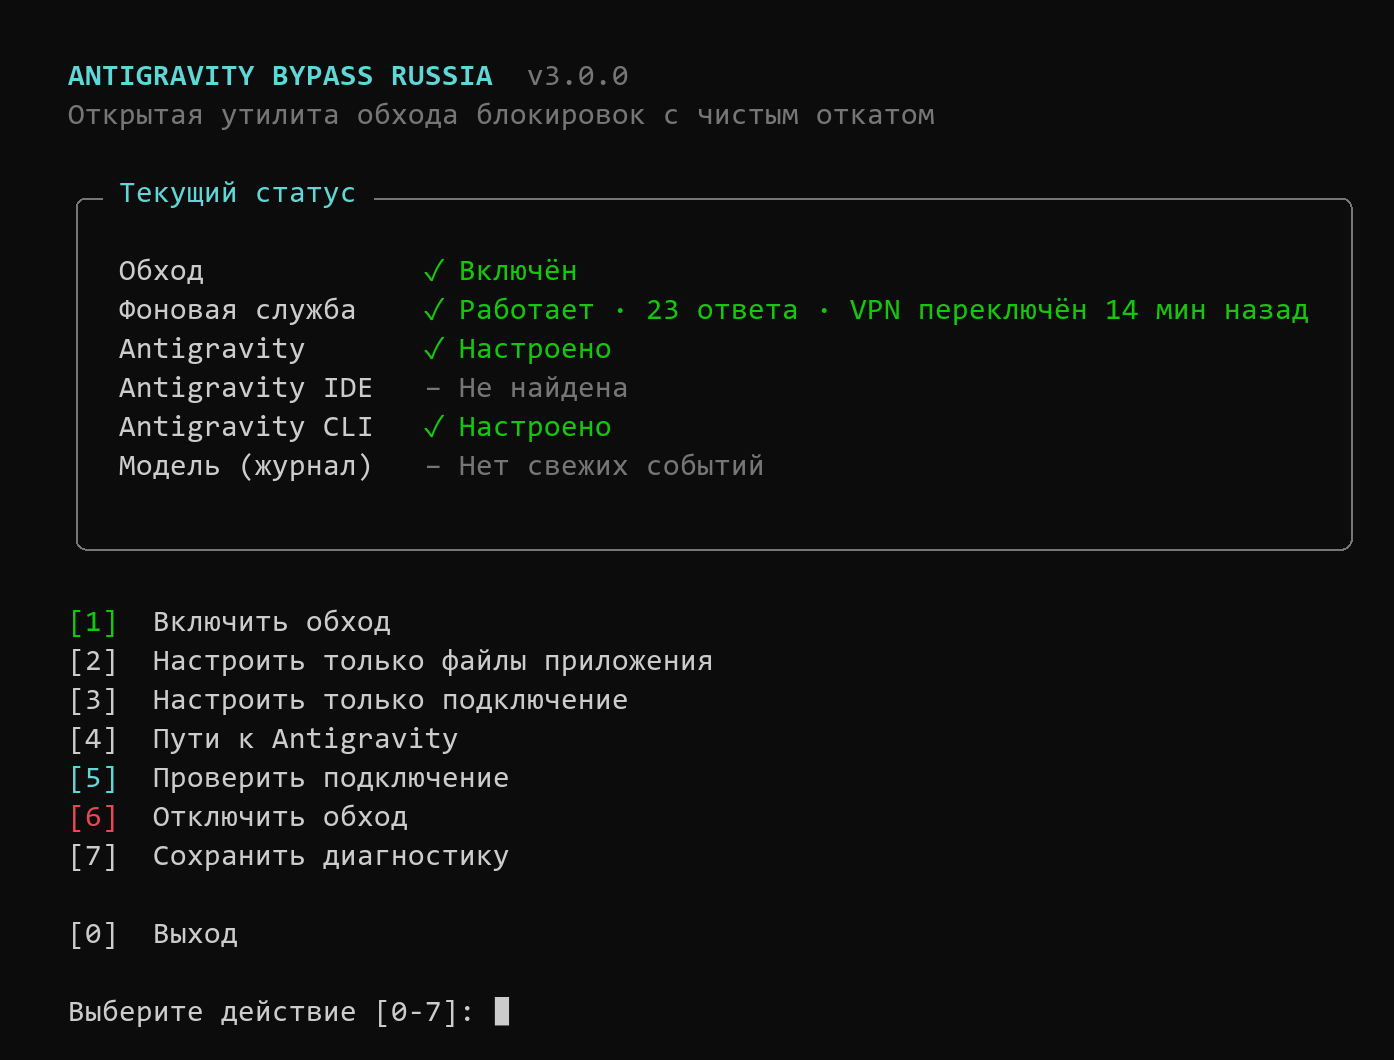 ANTIGRAVITY BYPASS RUSSIA v3.0.0
Открытая утилита обхода блокировок с чистым откатом
Текущий статус
Обход ✓ Включён
Фоновая служба ✓ Работает · 23 ответа · VPN переключён 14 мин назад
Antigravity ✓ Настроено
Antigravity IDE – Не найдена
Antigravity CLI ✓ Настроено
Модель (журнал) – Нет свежих событий
[1] Включить обход
[2] Настроить только файлы приложения
[3] Настроить только подключение
[4] Пути к Antigravity
[5] Проверить подключение
[6] Отключить обход
[7] Сохранить диагностику
[0] Выход
Выберите действие [0-7]: